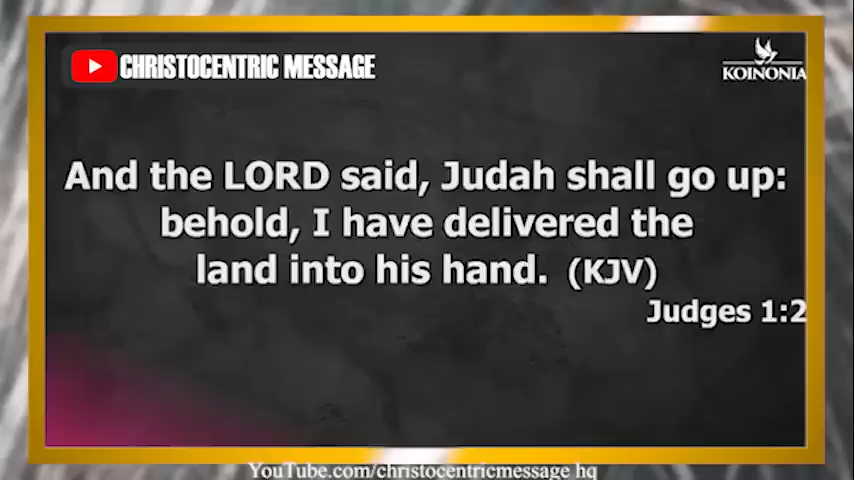 CHRISTOCENTRIC MESSAGE
KOINONIA
And the LORD said, Judah shall go up:
behold, I have delivered the
land into his hand. (KJV)
Judges 1:2
YouTube.com/christocentricmessage hq